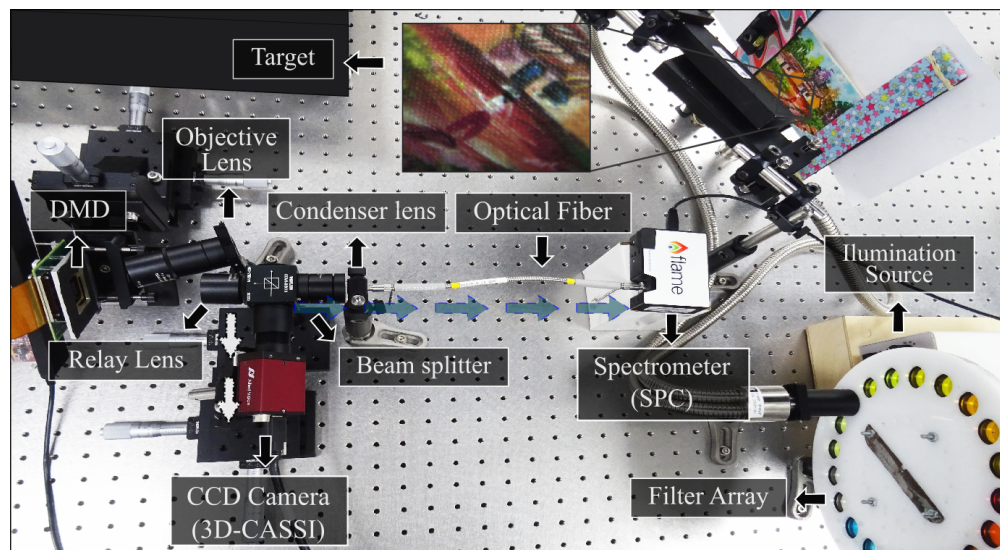 Target
Objective
Lens
DMD
Condenser lens
Optical Fiber
Ilumination
Source
flame
Relay Lens
Beam splitter
Spectrometer
(SPC)
CCD Camera
(3D-CASSI)
Filter Array